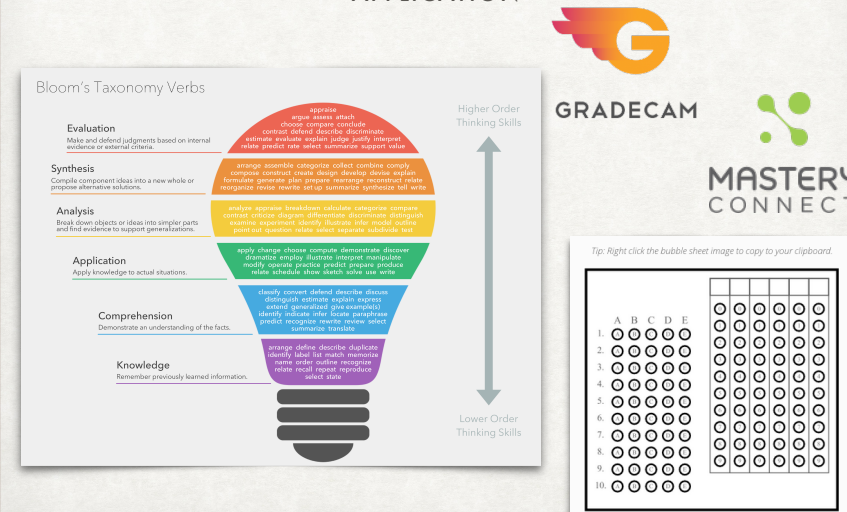 APPLICATION
GRADECAM
MASTERY
CONNECT
Bloom's Taxonomy Verbs
Higher Order
Thinking Skills
Evaluation
Make and defend judgments based on internal
evidence or external criteria.
appraise
argue assess attach
choose compare conclude
contrast defend describe discriminate
estimate evaluate explain judge justify interpret
relate predict rate select summarize support value
Synthesis
Compile component ideas into a new whole or
propose alternative solutions.
arrange assemble categorize collect combine comply
compose construct create design develop devise explain
formulate generate plan prepare rearrange reconstruct relate
reorganize revise rewrite set up summarize synthesize tell write
Analysis
Break down objects or ideas into simpler parts
and find evidence to support generalizations.
analyze appraise breakdown calculate categorize compare
contrast criticize diagram differentiate discriminate distinguish
examine experiment identify illustrate infer model outline
point out question relate select separate subdivide test
Application
Apply knowledge to actual situations.
apply change choose compute demonstrate discover
dramatize employ illustrate interpret manipulate
modify operate practice predict prepare produce
relate schedule show sketch solve use write
Comprehension
Demonstrate an understanding of the facts.
classify convert defend describe discuss
distinguish estimate explain express
extend generalized give example(s)
identify indicate infer locate paraphrase
predict recognize rewrite review select
summarize translate
Knowledge
Remember previously learned information.
arrange define describe duplicate
identify label list match memorize
name order outline recognize
relate recall repeat reproduce
select state
Lower Order
Thinking Skills
Tip: Right click the bubble sheet image to copy to your clipboard.
A B C D E
1.
2.
3.
4.
5.
6.
7.
8.
9.
10.